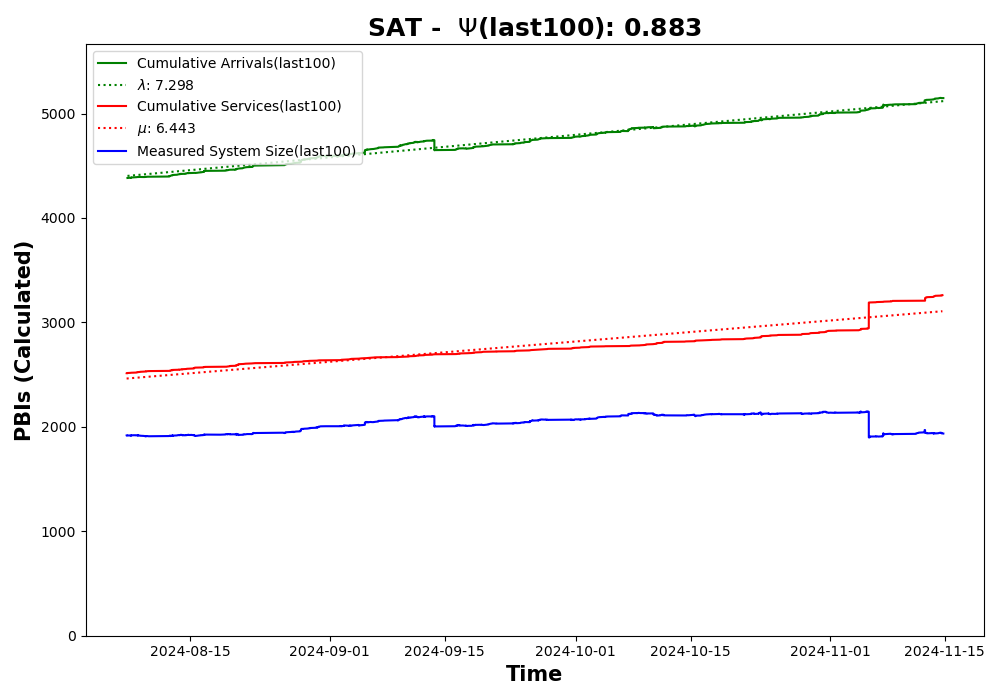 SAT -  Ψ(last100): 0.883
Cumulative Arrivals(last100)
λ: 7.298
Cumulative Services(last100)
μ: 6.443
Measured System Size(last100)
PBIs (Calculated)
5000
4000
3000
2000
1000
0
2024-08-15 2024-09-01 2024-09-15 2024-10-01 2024-10-15 2024-11-01 2024-11-15
Time